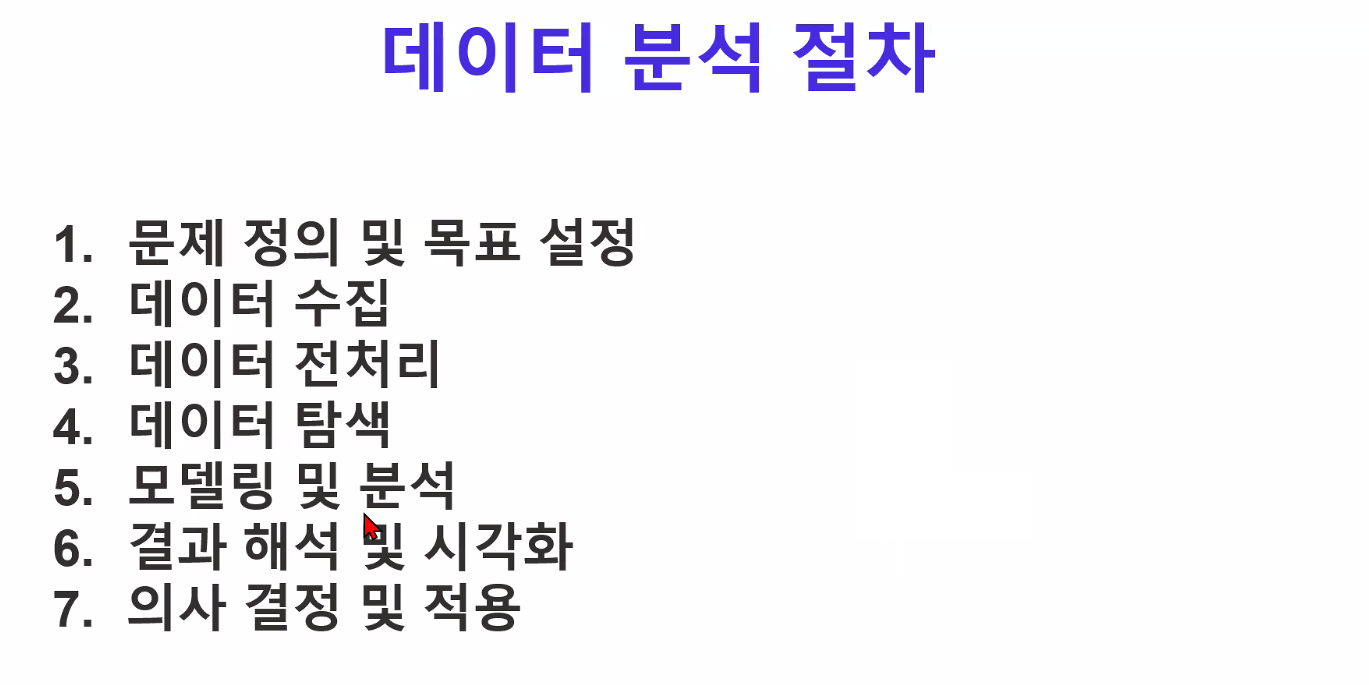 데이터 분석 절차
1. 문제 정의 및 목표 설정
2. 데이터 수집
3. 데이터 전처리
4. 데이터 탐색
5. 모델링 및 분석
6. 결과 해석 및 시각화
7. 의사 결정 및 적용